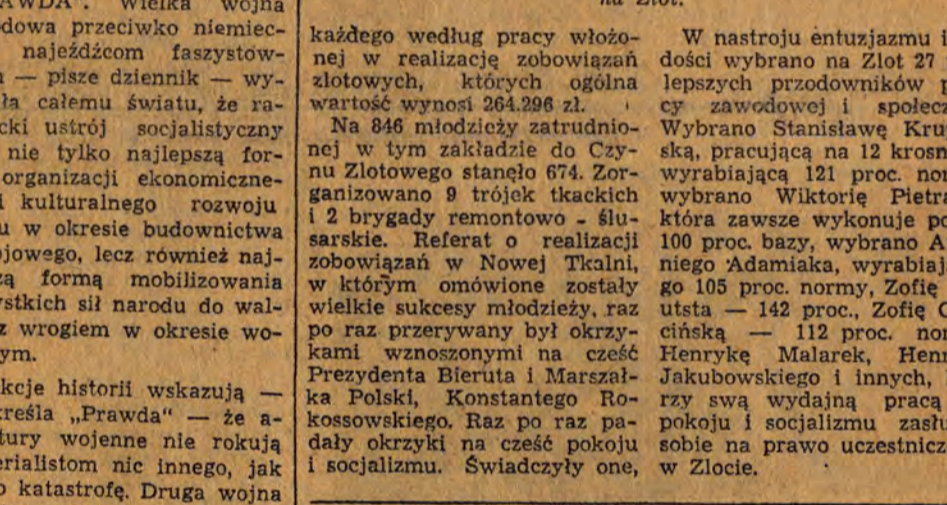 AWDA". Wielka wojna
dowa przeciwko niemiec-
najeźdźcom faszystow-
— pisze dziennik — wy-
ła całemu światu, że ra-
cki ustrój socjalistyczny
nie tylko najlepszą for-
organizacji ekonomiczne-
i kulturalnego rozwoju
u w okresie budownictwa
ojowego, lecz również naj-
zą formą mobilizowania
ystkich sił narodu do wal-
z wrogiem w okresie wo-
ym.
kcje historii wskazują —
kreśla „Prawda" — że a-
tury wojenne nie rokują
erialistom nic innego, jak
o katastrofę. Druga wojna
na Zlot.
każdego według pracy włożo-
nej w realizację zobowiązań
zlotowych, których ogólna
wartość wynosi 264.296 zł.
Na 846 młodzieży zatrudnio-
nej w tym zakładzie do Czy-
nu Zlotowego stanęło 674. Zor-
ganizowano 9 trójek tkackich
i 2 brygady remontowo - ślu-
sarskie. Referat o realizacji
zobowiązań w Nowej Tkalni,
w którym omówione zostały
wielkie sukcesy młodzieży, raz
po raz przerywany był okrzy-
kami wznoszonymi na cześć
Prezydenta Bieruta i Marszał-
ka Polski, Konstantego Ro-
kossowskiego. Raz po raz pa-
dały okrzyki na cześć pokoju
i socjalizmu. Świadczyły one,
W nastroju entuzjazmu i
dości wybrano na Zlot 27
lepszych przodowników p
cy zawodowej i społecz
Wybrano Stanisławę Kru
ską, pracującą na 12 krosn
wyrabiającą 121 proc. nor
wybrano Wiktorię Pietra
która zawsze wykonuje po
100 proc. bazy, wybrano A
niego Adamiaka, wyrabiaj
go 105 proc. normy, Zofię
utsta — 142 proc., Zofię
cińską — 112 proc. nor
Henrykę Malarek, Henr
Jakubowskiego i innych,
rzy swą wydajną pracą
pokoju i socjalizmu zasłu
sobie na prawo uczestnicz
w Zlocie.